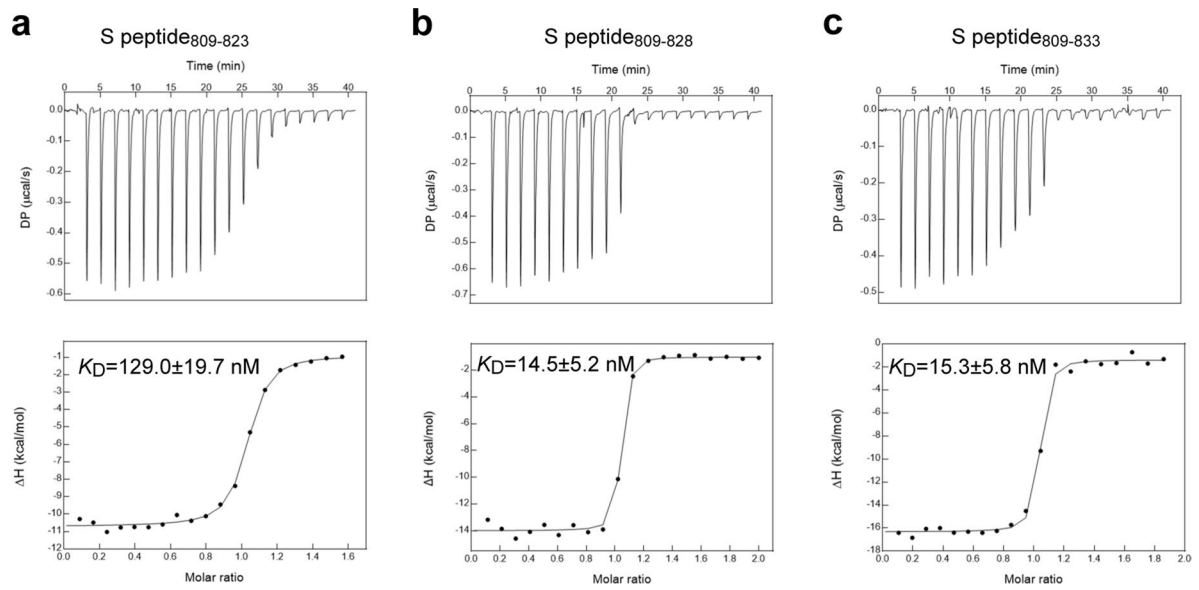 a
S peptide809-823
Time (min)
0 5 10 15 20 25 30 35 40
0.0
-0.1
-0.2
-0.3
-0.4
-0.5
-0.6
DP (μcal/s)
KD=129.0±19.7 nM
-1
-2
-3
-4
-5
-6
-7
-8
-9
-10
-11
-12
ΔH (kcal/mol)
0.0 0.2 0.4 0.6 0.8 1.0 1.2 1.4 1.6
Molar ratio
b
S peptide809-828
Time (min)
0 5 10 15 20 25 30 35 40
0.0
-0.1
-0.2
-0.3
-0.4
-0.5
-0.6
-0.7
DP (μcal/s)
KD=14.5±5.2 nM
0
-2
-4
-6
-8
-10
-12
-14
ΔH (kcal/mol)
0.0 0.2 0.4 0.6 0.8 1.0 1.2 1.4 1.6 1.8 2.0
Molar ratio
c
S peptide809-833
Time (min)
0 5 10 15 20 25 30 35 40
0.0
-0.1
-0.2
-0.3
-0.4
-0.5
DP (μcal/s)
KD=15.3±5.8 nM
0
-2
-4
-6
-8
-10
-12
-14
-16
-18
ΔH (kcal/mol)
0.0 0.2 0.4 0.6 0.8 1.0 1.2 1.4 1.6 1.8 2.0
Molar ratio